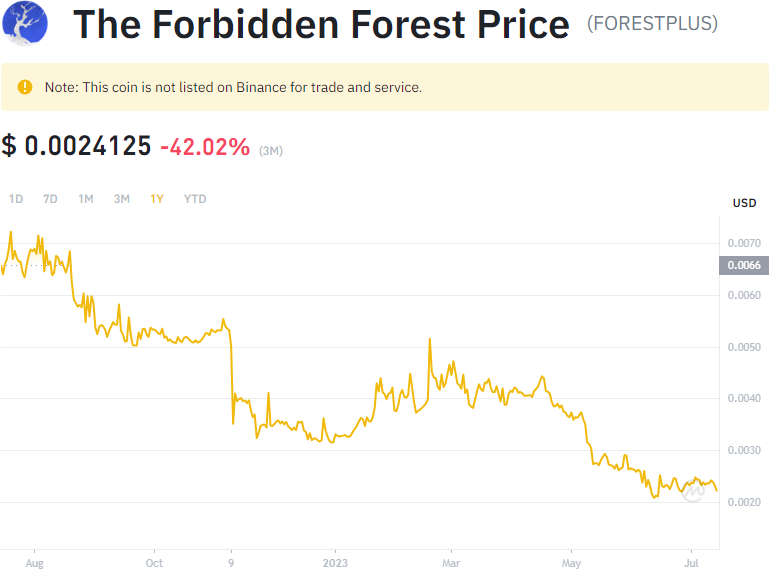 The Forbidden Forest Price (FORESTPLUS)
Note: This coin is not listed on Binance for trade and service.
$ 0.0024125 -42.02% (3M)
1D 7D 1M 3M 1Y YTD
USD
0.0070
0.0066
0.0060
0.0050
0.0040
0.0030
0.0020
Aug Oct 9 2023 Mar May Jul